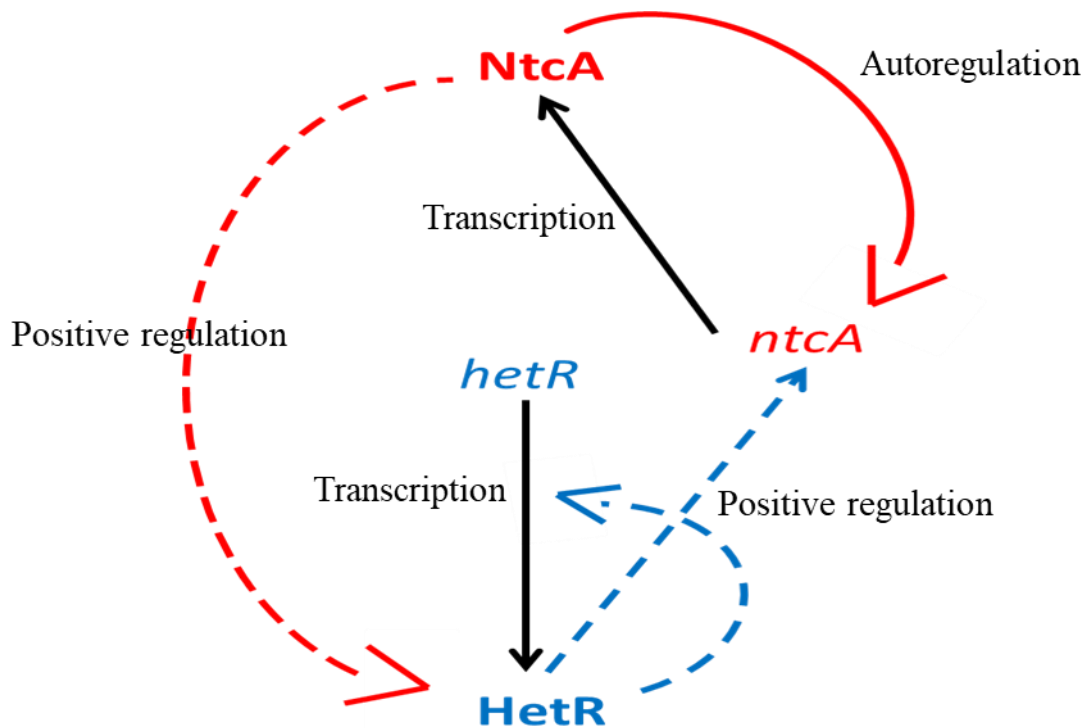 NtcA
Autoregulation
Transcription
Positive regulation
ntcA
hetR
Transcription
Positive regulation
HetR